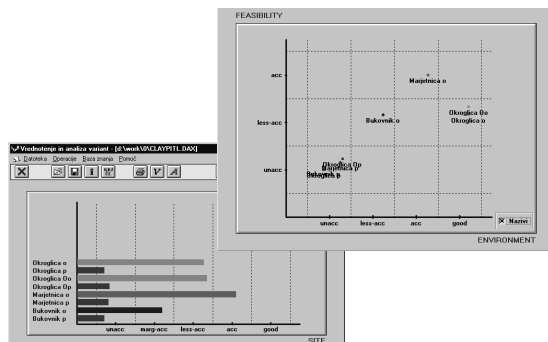 FEASIBILITY
acc
Marjetnica o
less-acc
Bukovnik o
Okroglica Oo
Okroglica o
unacc
Okroglica Op
Marjetnica p
Okroglica p
unacc
less-acc
acc
good
Nazivi
ENVIRONMENT
Vrednotenje in analiza variant - [d:\work\0\CLAYPITL.DAX]
Datoteka Operacije Baza znanja Pomoč
Okroglica o
Okroglica p
Okroglica Oo
Okroglica Op
Marjetnica o
Marjetnica p
Bukovnik o
Bukovnik p
unacc
marg-acc
less-acc
acc
good
SITE